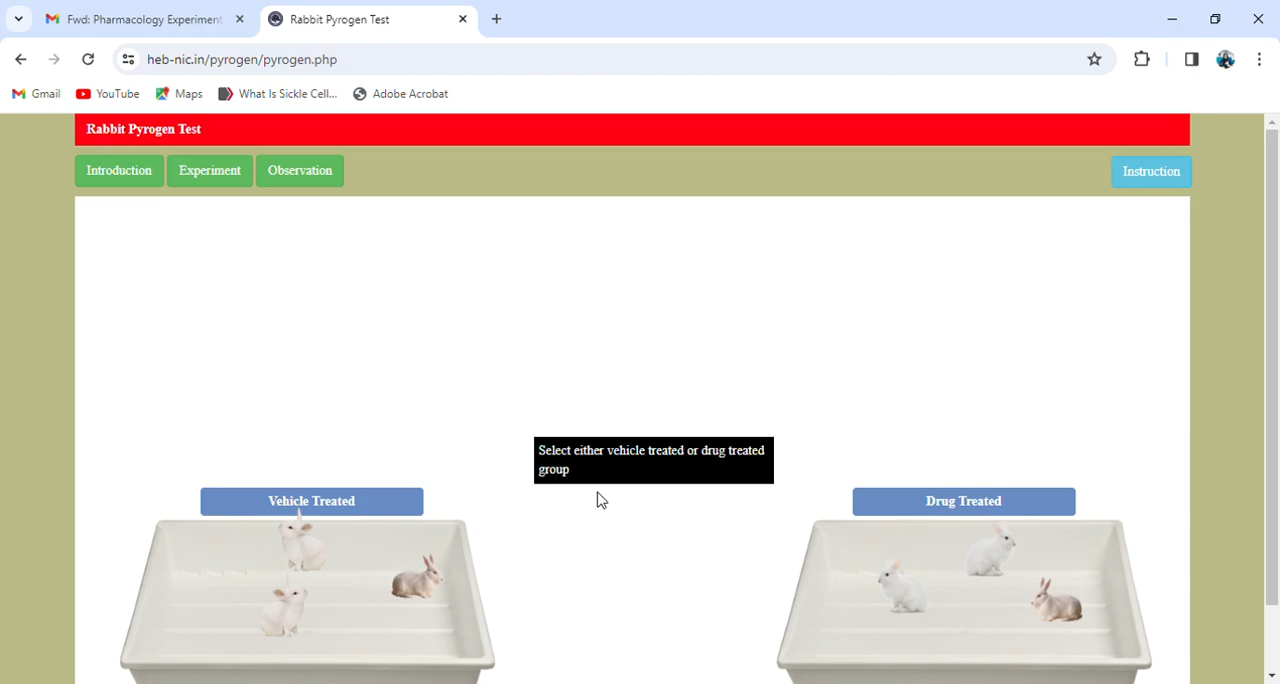 Fwd: Pharmacology Experiment
Rabbit Pyrogen Test
heb-nic.in/pyrogen/pyrogen.php
Gmail
YouTube
Maps
What Is Sickle Cell...
Adobe Acrobat
Rabbit Pyrogen Test
Introduction
Experiment
Observation
Instruction
Select either vehicle treated or drug treated
group
Vehicle Treated
Drug Treated